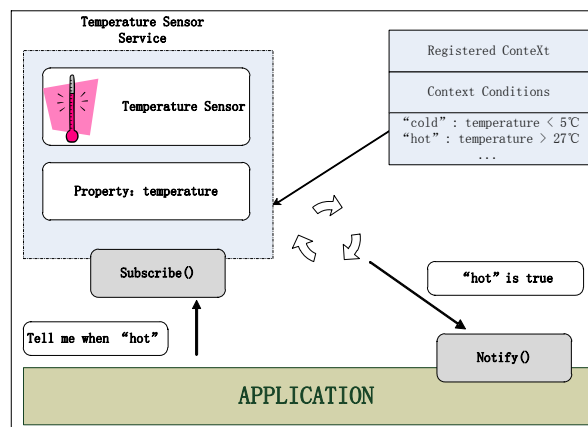 Temperature Sensor
Service
Temperature Sensor
Property: temperature
Subscribe()
Tell me when “hot”
Registered ConteXt
Context Conditions
“cold”: temperature < 5℃
“hot”: temperature > 27℃
...
“hot” is true
Notify()
APPLICATION